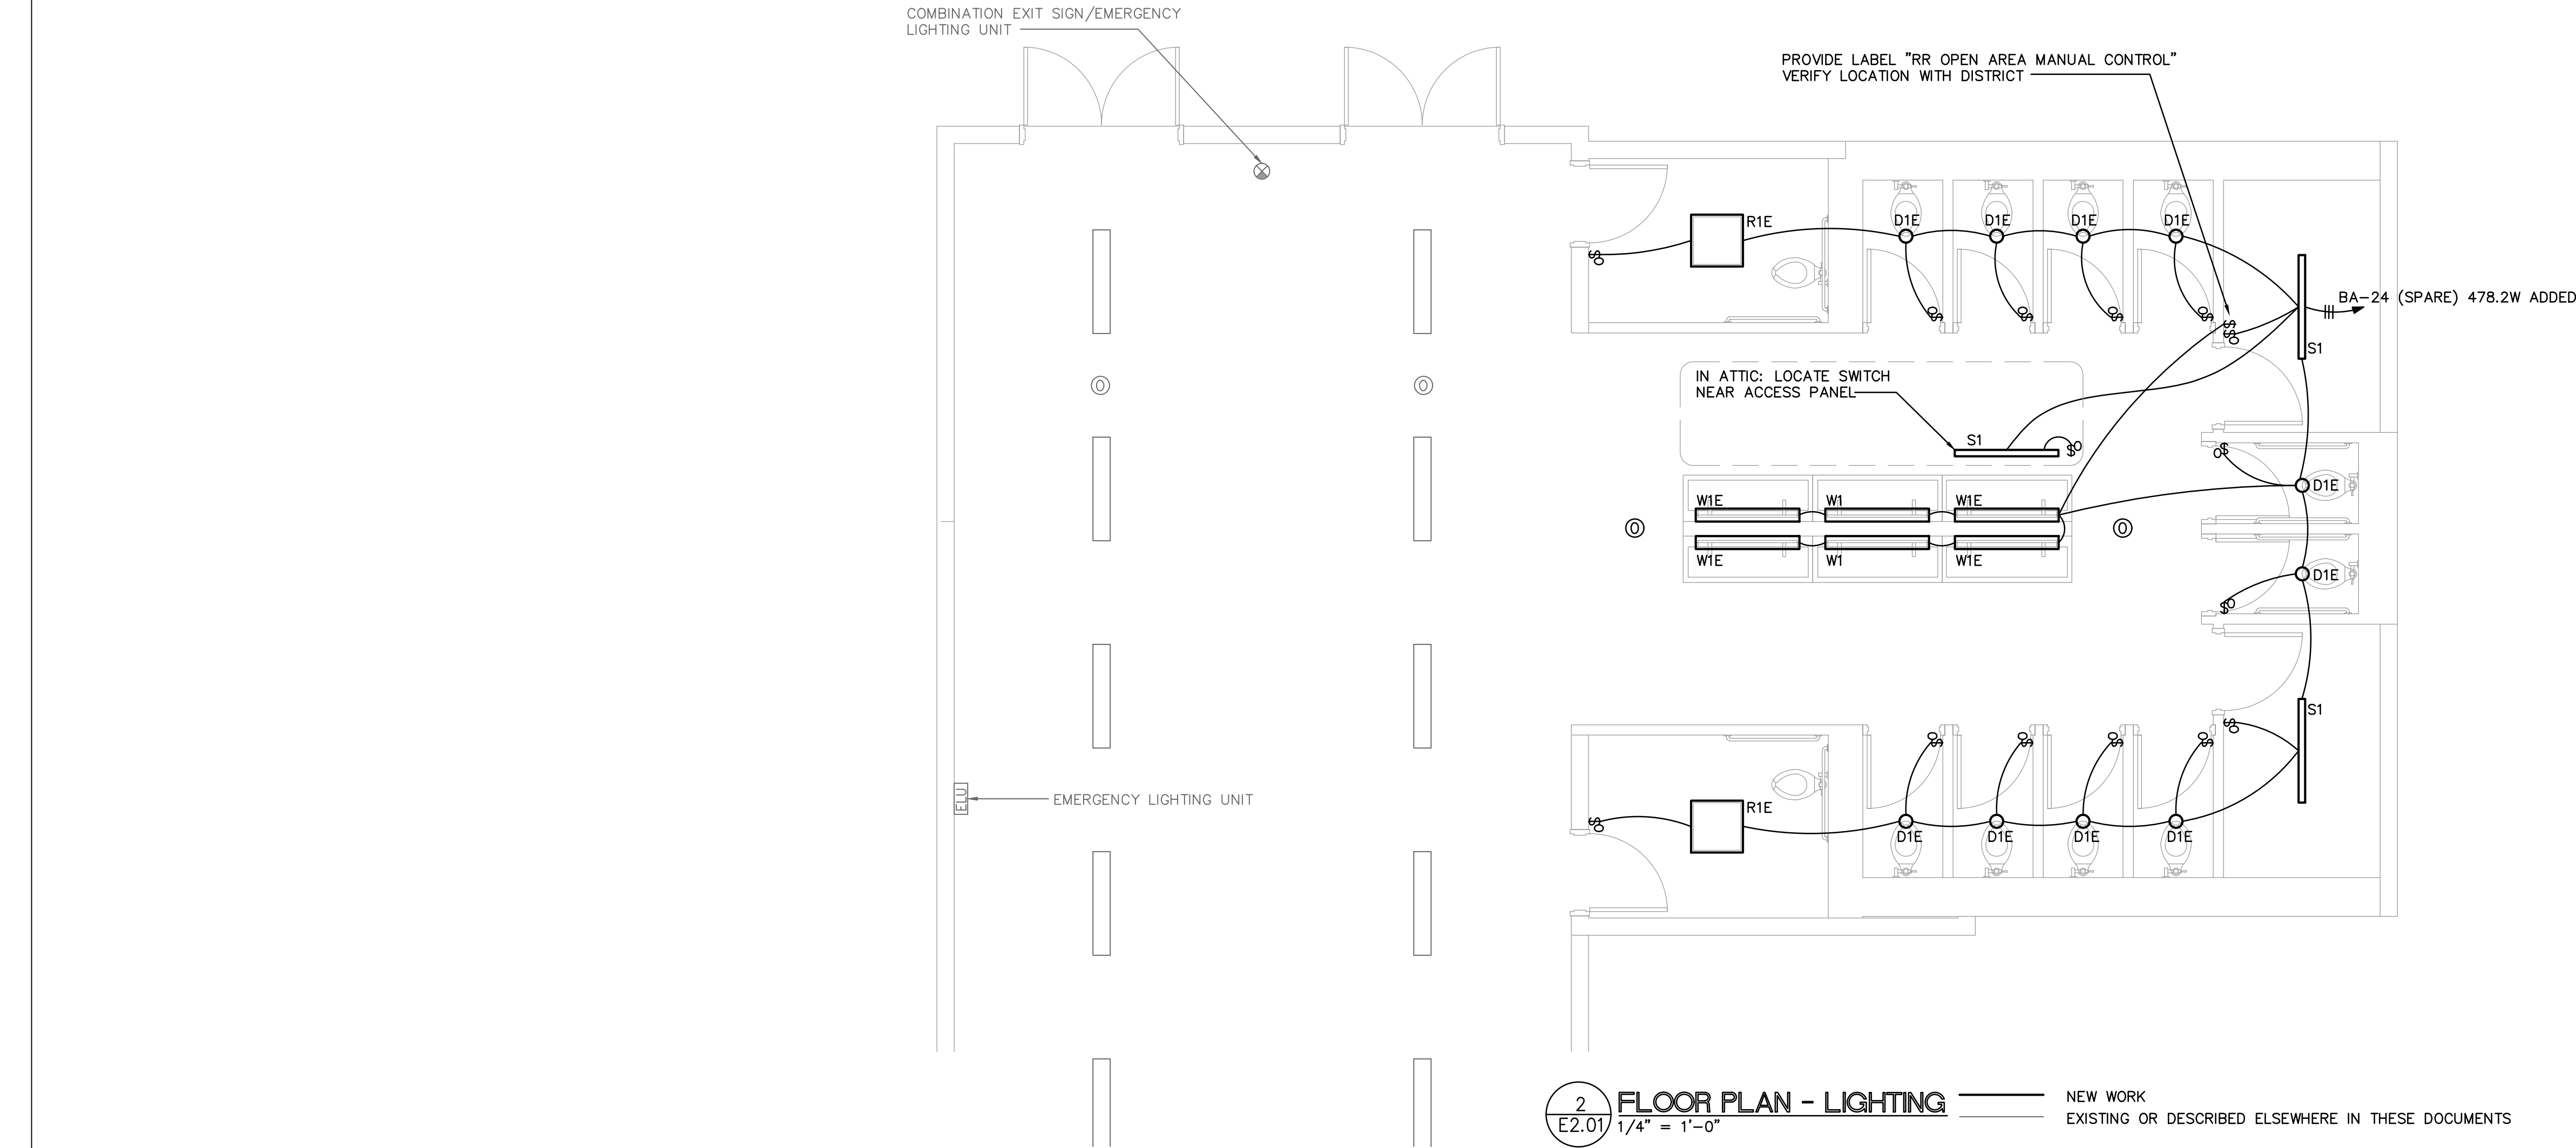 COMBINATION EXIT SIGN/EMERGENCY
LIGHTING UNIT
PROVIDE LABEL "RR OPEN AREA MANUAL CONTROL"
VERIFY LOCATION WITH DISTRICT
R1E
D1E
D1E
D1E
D1E
$O
O$
O$
O$
O$
$
$O
BA-24 (SPARE) 478.2W ADDED
S1
O
O
IN ATTIC: LOCATE SWITCH
NEAR ACCESS PANEL
S1
$O
O$
D1E
W1E
W1
W1E
O
O
W1E
W1
W1E
D1E
$O
S1
$O
O$
O$
O$
O$
ELU
EMERGENCY LIGHTING UNIT
R1E
$O
D1E
D1E
D1E
D1E
2
E2.01
FLOOR PLAN - LIGHTING
1/4" = 1'-0"
NEW WORK
EXISTING OR DESCRIBED ELSEWHERE IN THESE DOCUMENTS